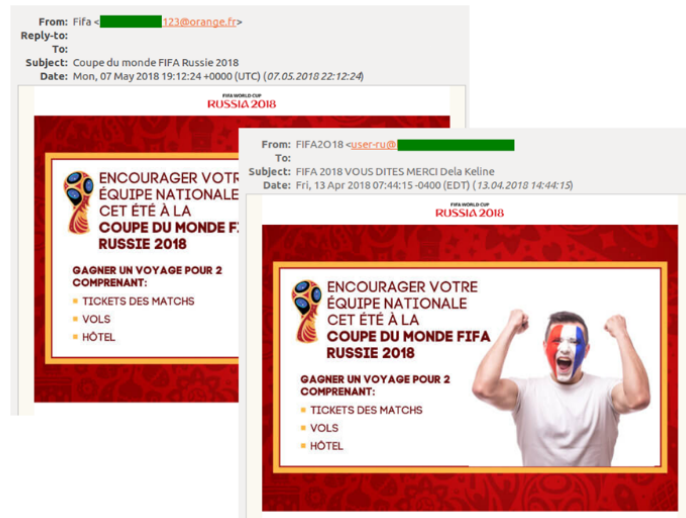 From: Fifa < 123@orange.fr>
Reply-to:
To:
Subject: Coupe du monde FIFA Russie 2018
Date: Mon, 07 May 2018 19:12:24 +0000 (UTC) (07.05.2018 22:12:24)
FIFA WORLD CUP
RUSSIA 2018
ENCOURAGER VOTR
ÉQUIPE NATIONALE
CET ÉTÉ À LA
COUPE DU MONDE F
RUSSIE 2018
GAGNER UN VOYAGE POUR 2
COMPRENANT:
TICKETS DES MATCHS
VOLS
HÔTEL
From: FIFA2O18 <user-ru@
To:
Subject: FIFA 2018 VOUS DITES MERCI Dela Keline
Date: Fri, 13 Apr 2018 07:44:15 -0400 (EDT) (13.04.2018 14:44:15)
FIFA WORLD CUP
RUSSIA 2018
ENCOURAGER VOTRE
ÉQUIPE NATIONALE
CET ÉTÉ À LA
COUPE DU MONDE FIFA
RUSSIE 2018
GAGNER UN VOYAGE POUR 2
COMPRENANT:
TICKETS DES MATCHS
VOLS
HÔTEL